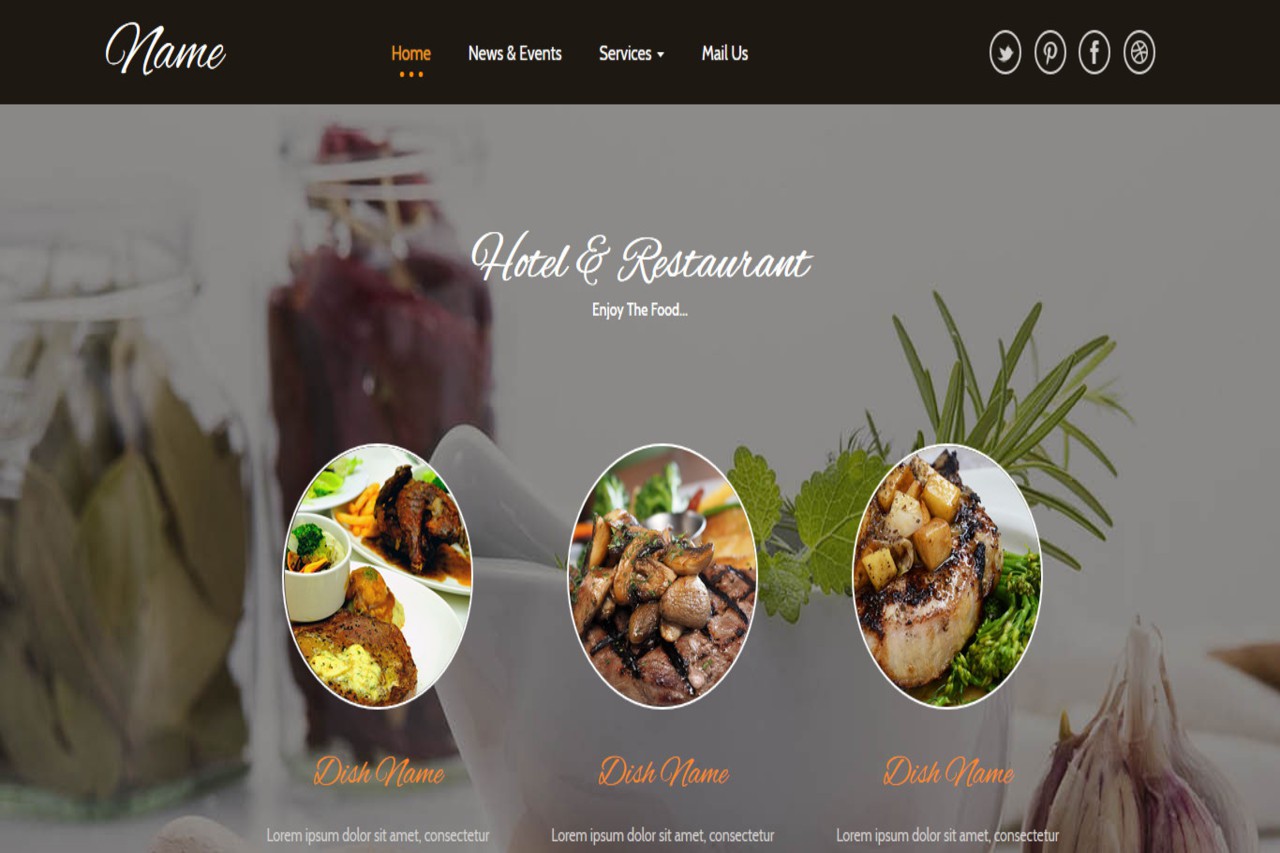 Name
Home
News & Events
Services
Mail Us
Hotel & Restaurant
Enjoy The Food...
Dish Name
Dish Name
Dish Name
Lorem ipsum dolor sit amet, consectetur
Lorem ipsum dolor sit amet, consectetur
Lorem ipsum dolor sit amet, consectetur